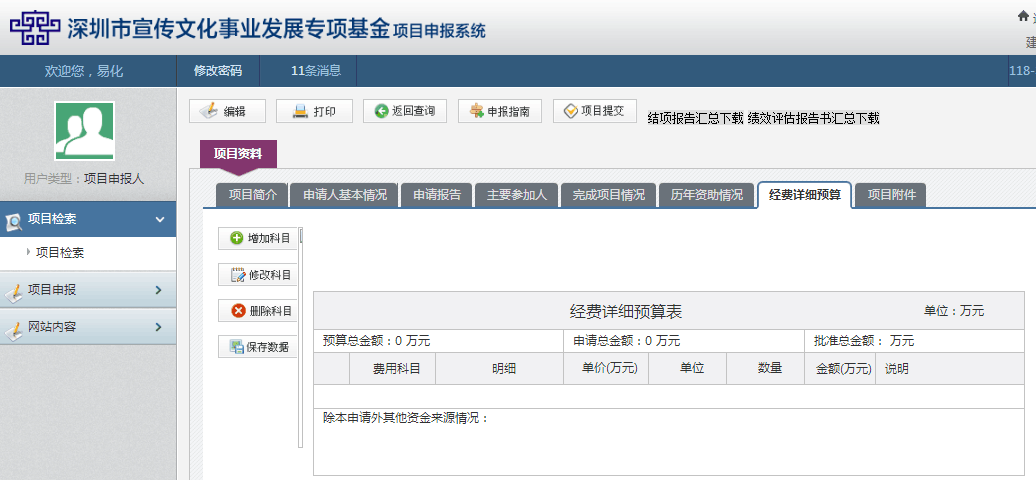 深圳市宣传文化事业发展专项基金 项目申报系统
建
欢迎您，易化 修改密码 11条消息 118-
编辑 打印 返回查询 申报指南 项目提交 结项报告汇总下载 绩效评估报告书汇总下载
项目资料
用户类型：项目申报人
项目简介 申请人基本情况 申请报告 主要参加人 完成项目情况 历年资助情况 经费详细预算 项目附件
项目检索
项目检索
项目申报
网站内容
增加科目
修改科目
删除科目
保存数据
经费详细预算表 单位：万元
预算总金额：0 万元 申请总金额：0 万元 批准总金额： 万元
费用科目 明细 单价(万元) 单位 数量 金额(万元) 说明
除本申请外其他资金来源情况：